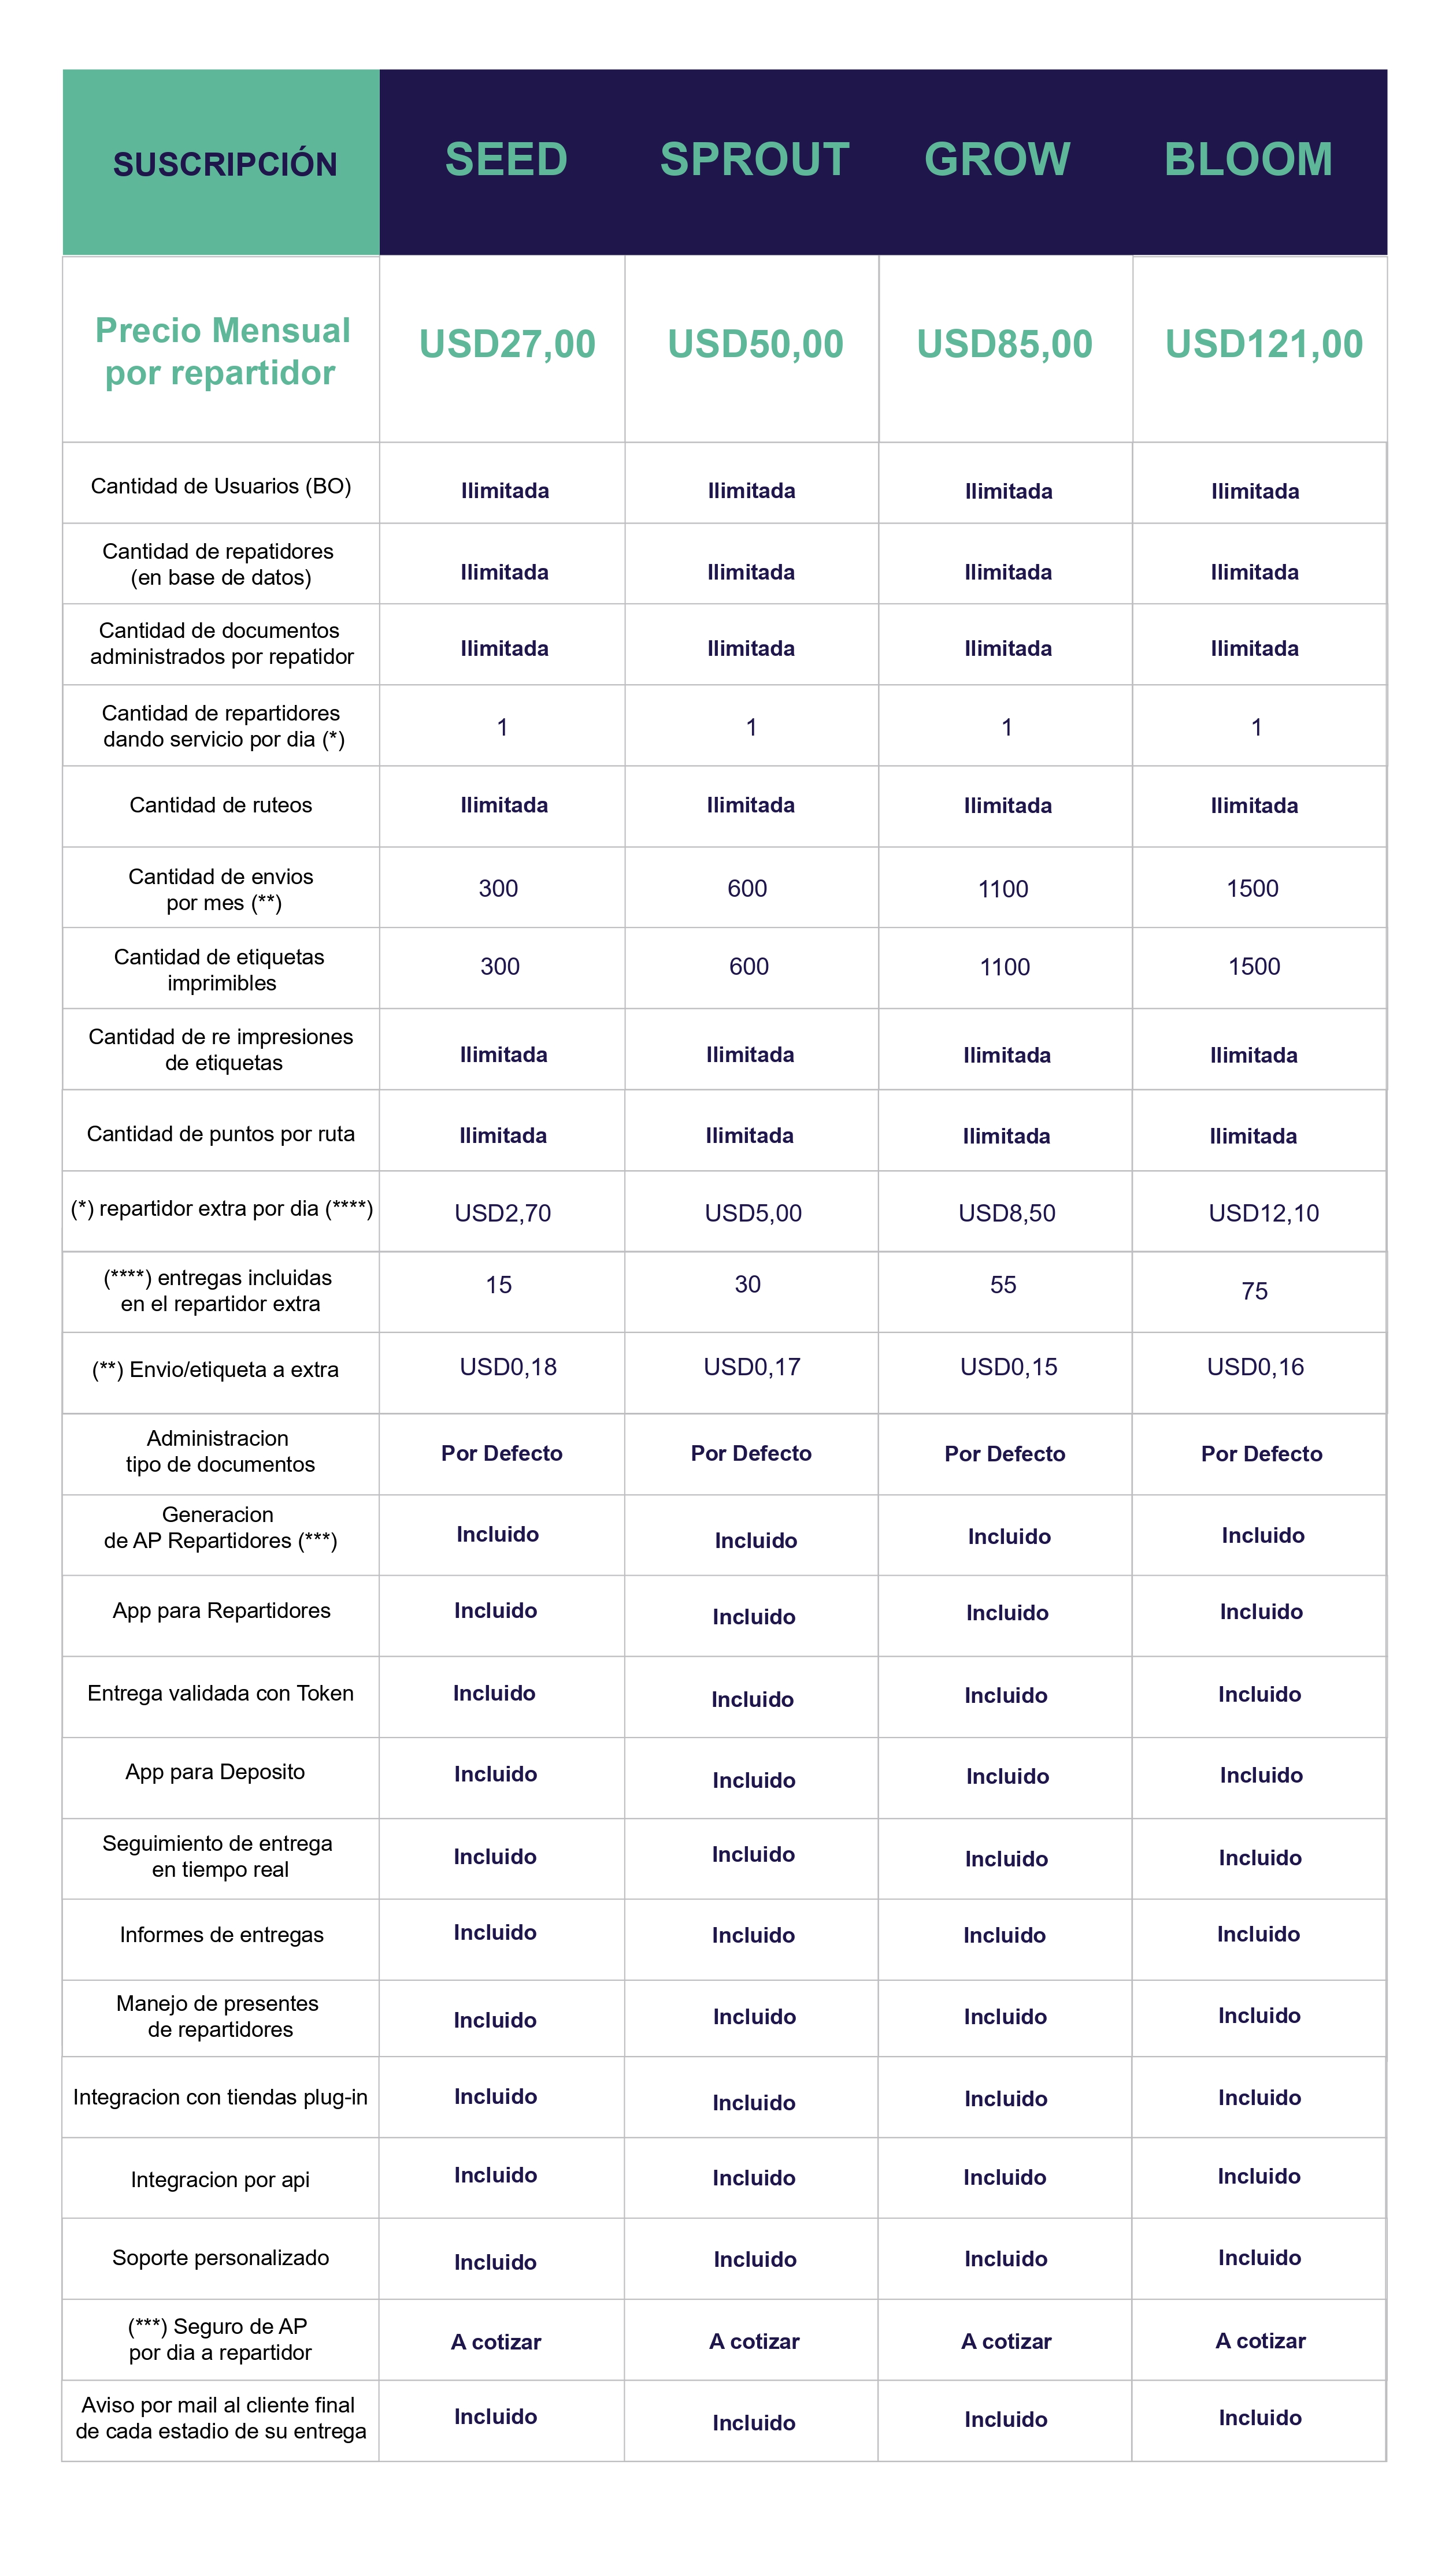 SUSCRIPCIÓN SEED SPROUT GROW BLOOM
Precio Mensual
por repartidor
USD27,00 USD50,00 USD85,00 USD121,00
Cantidad de Usuarios (BO) Ilimitada Ilimitada Ilimitada Ilimitada
Cantidad de repatidores
(en base de datos)
Ilimitada Ilimitada Ilimitada Ilimitada
Cantidad de documentos
administrados por repatidor
Ilimitada Ilimitada Ilimitada Ilimitada
Cantidad de repartidores
dando servicio por dia (*)
1 1 1 1
Cantidad de ruteos Ilimitada Ilimitada Ilimitada Ilimitada
Cantidad de envios
por mes (**)
300 600 1100 1500
Cantidad de etiquetas
imprimibles
300 600 1100 1500
Cantidad de re impresiones
de etiquetas
Ilimitada Ilimitada Ilimitada Ilimitada
Cantidad de puntos por ruta Ilimitada Ilimitada Ilimitada Ilimitada
(*) repartidor extra por dia (****) USD2,70 USD5,00 USD8,50 USD12,10
(****) entregas incluidas
en el repartidor extra
15 30 55 75
(**) Envio/etiqueta a extra USD0,18 USD0,17 USD0,15 USD0,16
Administracion
tipo de documentos
Por Defecto Por Defecto Por Defecto Por Defecto
Generacion
de AP Repartidores (***)
Incluido Incluido Incluido Incluido
App para Repartidores Incluido Incluido Incluido Incluido
Entrega validada con Token Incluido Incluido Incluido Incluido
App para Deposito Incluido Incluido Incluido Incluido
Seguimiento de entrega
en tiempo real
Incluido Incluido Incluido Incluido
Informes de entregas Incluido Incluido Incluido Incluido
Manejo de presentes
de repartidores
Incluido Incluido Incluido Incluido
Integracion con tiendas plug-in Incluido Incluido Incluido Incluido
Integracion por api Incluido Incluido Incluido Incluido
Soporte personalizado Incluido Incluido Incluido Incluido
(***) Seguro de AP
por dia a repartidor
A cotizar A cotizar A cotizar A cotizar
Aviso por mail al cliente final
de cada estadio de su entrega
Incluido Incluido Incluido Incluido